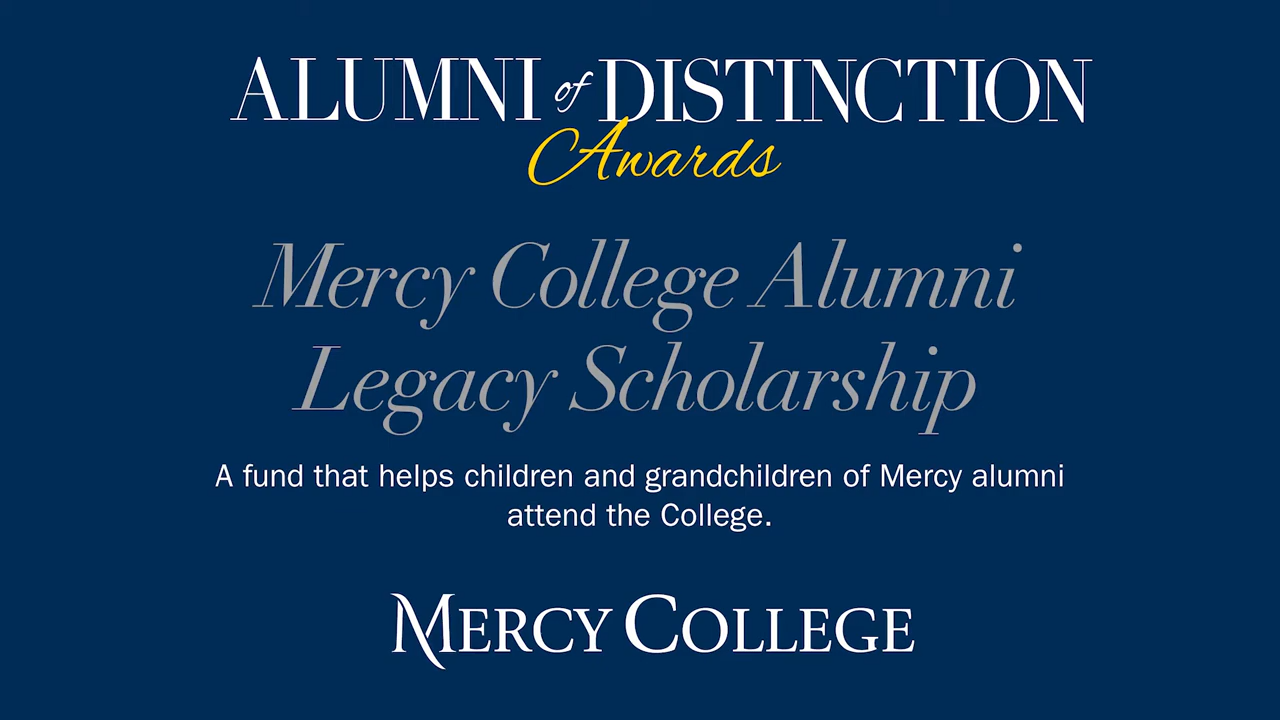 ALUMNI of DISTINCTION
Awards
Mercy College Alumni
Legacy Scholarship
A fund that helps children and grandchildren of Mercy alumni
attend the College.
MERCY COLLEGE